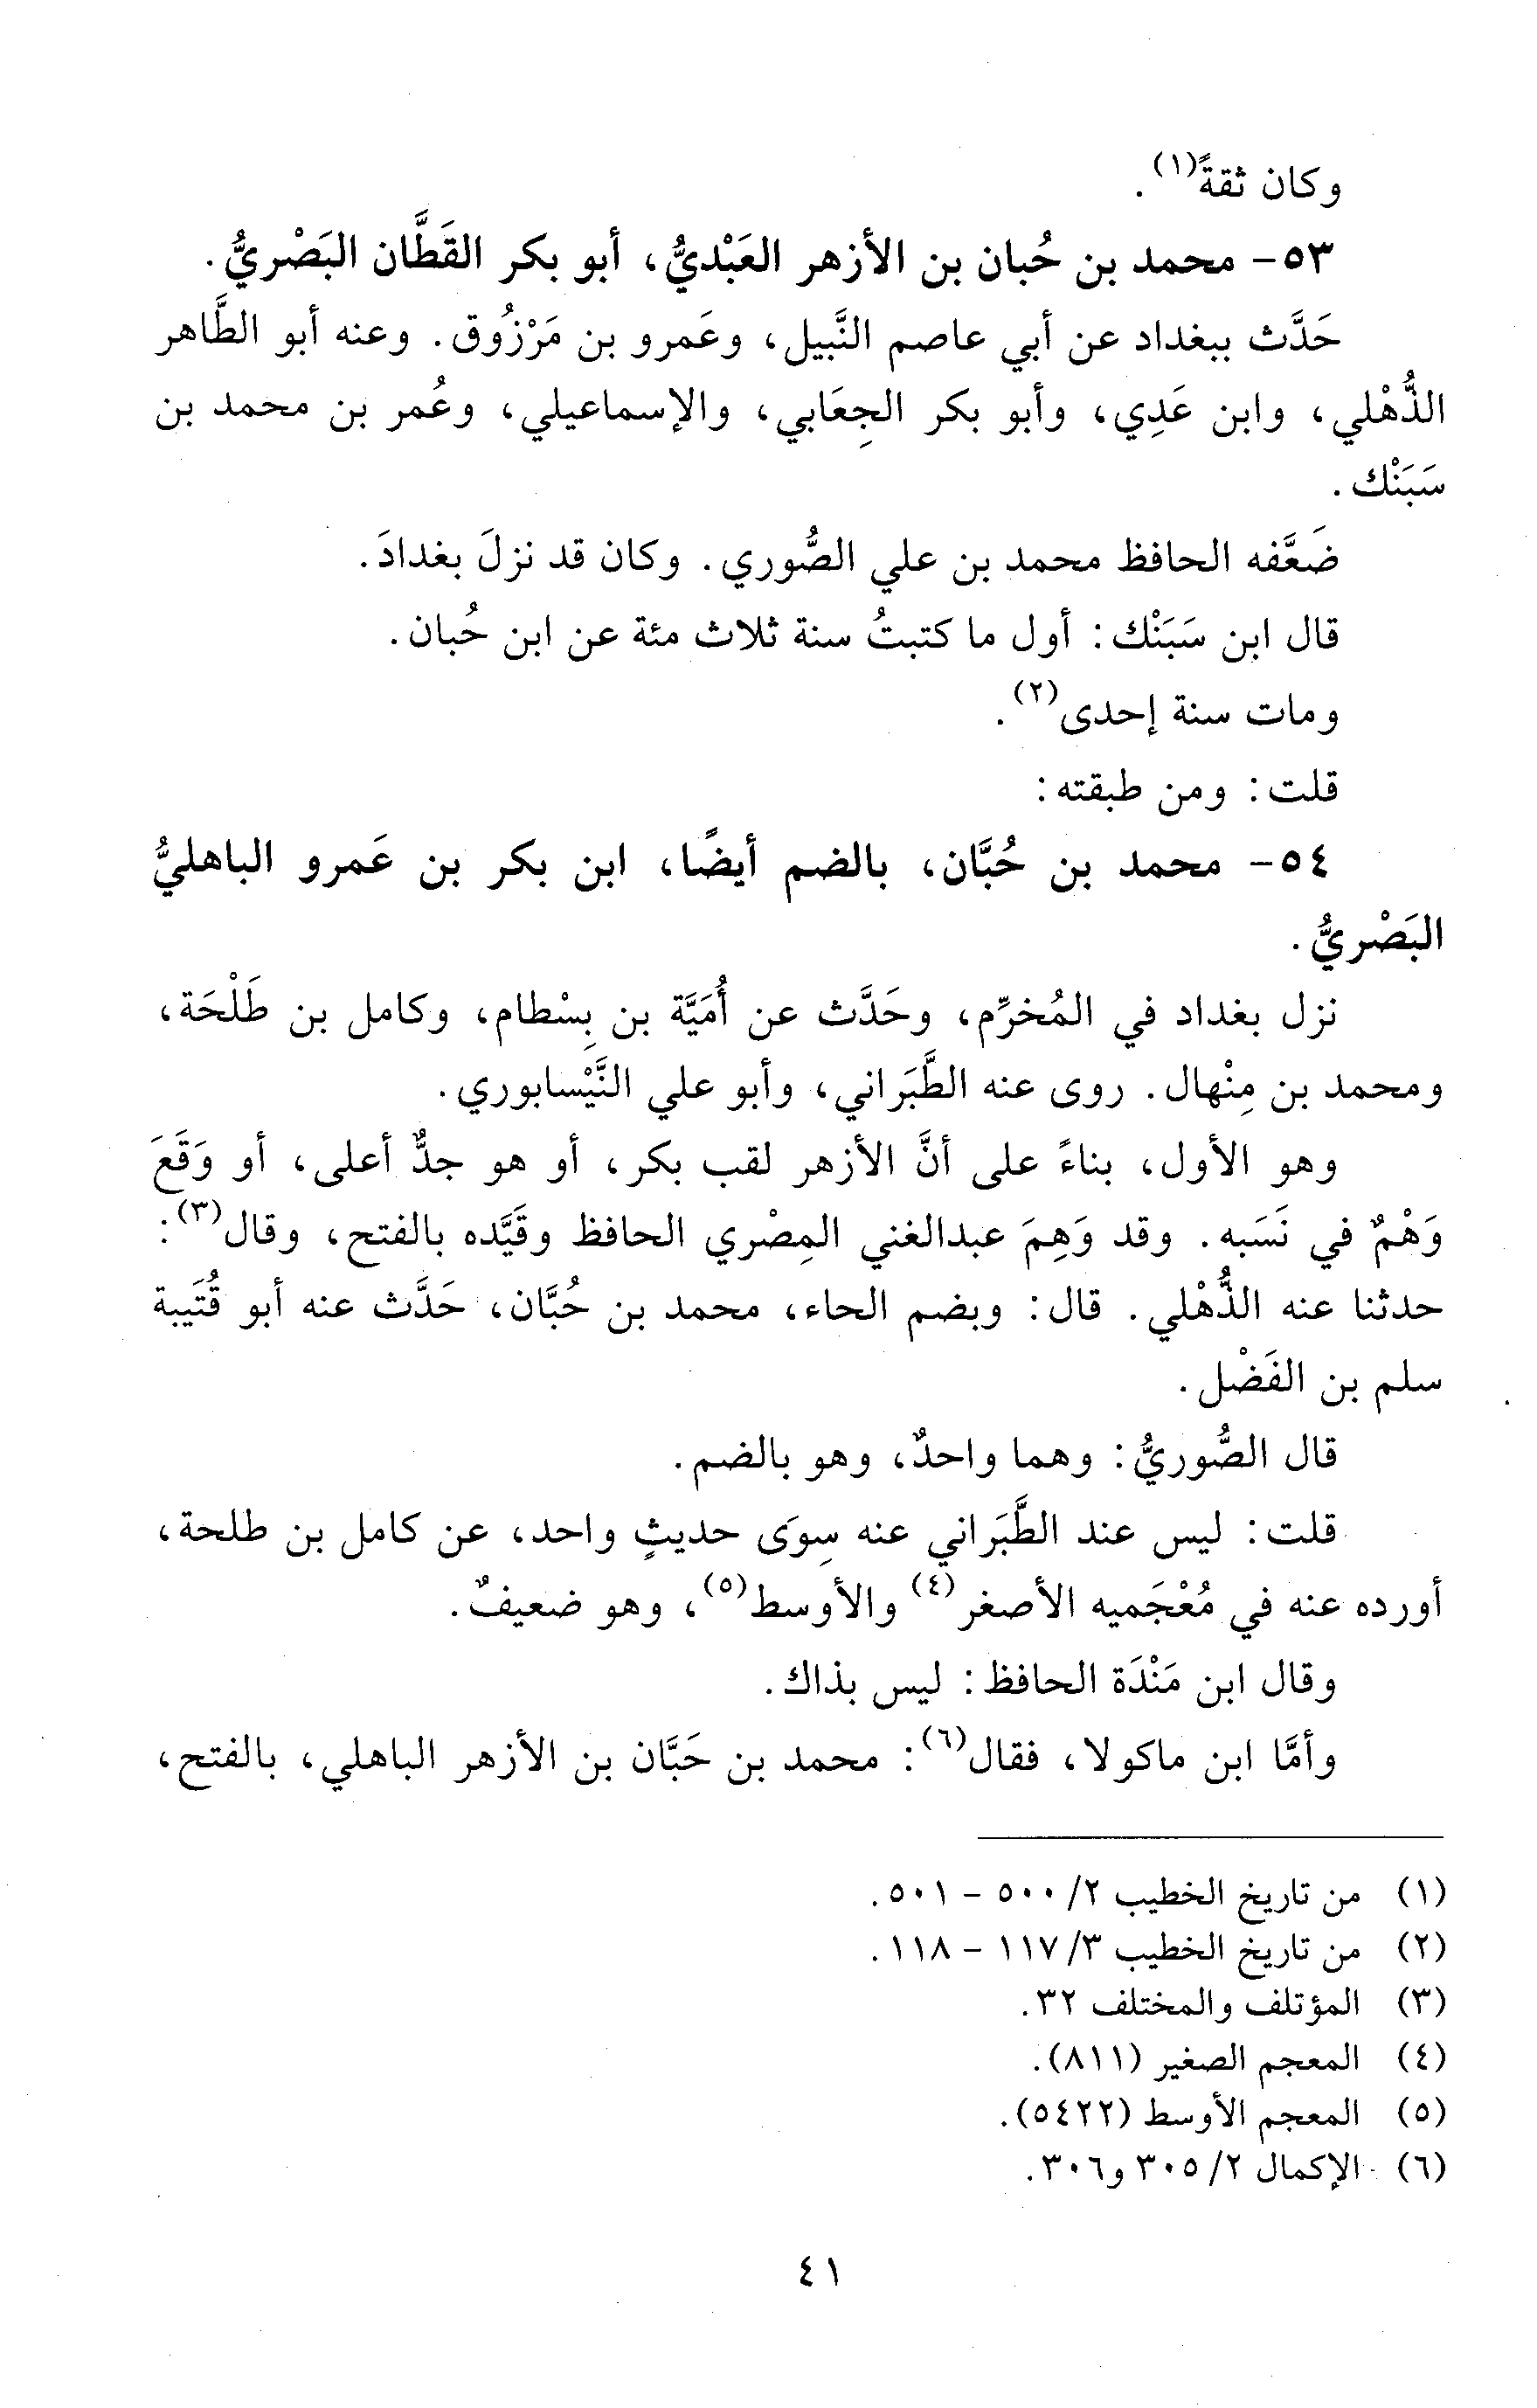 وكان ثقةً(١).
٥٣- محمد بن حُبان بن الأزهر العَبْديُّ، أبو بكر القَطَّان البَصْريُّ.
حَدَّث ببغداد عن أبي عاصم النَّبيل، وعَمرو بن مَرْزُوق. وعنه أبو الطَّاهر
الذُّهْلي، وابن عَدِي، وأبو بكر الجِعَابي، والإسماعيلي، وعُمر بن محمد بن
سَبَنْك.
ضَعَّفه الحافظ محمد بن علي الصُّوري. وكان قد نزلَ بغدادَ.
قال ابن سَبَنْك: أول ما كتبتُ سنة ثلاث مئة عن ابن حُبان.
ومات سنة إحدى(٢).
قلت: ومن طبقته:
٥٤- محمد بن حُبَّان، بالضم أيضًا، ابن بكر بن عَمرو الباهليُّ
البَصْريُّ.
نزل بغداد في المُخرِّم، وحَدَّث عن أُمَيَّة بن بِسْطام، وكامل بن طَلْحَة،
ومحمد بن مِنْهال. روى عنه الطَّبَراني، وأبو علي النَّيْسابوري.
وهو الأول، بناءً على أنَّ الأزهر لقب بكر، أو هو جدٌّ أعلى، أو وَقَعَ
وَهْمٌ في نَسَبه. وقد وَهِمَ عبدالغني المِصْري الحافظ وقَيَّده بالفتح، وقال(٣):
حدثنا عنه الذُّهْلي. قال: وبضم الحاء، محمد بن حُبَّان، حَدَّث عنه أبو قُتَيبة
سلم بن الفَضْل.
قال الصُّوريُّ: وهما واحدٌ، وهو بالضم.
قلت: ليس عند الطَّبَراني عنه سِوَى حديثٍ واحد، عن كامل بن طلحة،
أورده عنه في مُعْجَميه الأصغر(٤) والأوسط(٥)، وهو ضعيفٌ.
وقال ابن مَنْدَة الحافظ: ليس بذاك.
وأمَّا ابن ماكولا، فقال(٦): محمد بن حَبَّان بن الأزهر الباهلي، بالفتح،
(١) من تاريخ الخطيب ٢/ ٥٠٠ - ٥٠١.
(٢) من تاريخ الخطيب ٣/ ١١٧ - ١١٨.
(٣) المؤتلف والمختلف ٣٢.
(٤) المعجم الصغير (٨١١).
(٥) المعجم الأوسط (٥٤٢٢).
(٦) الإكمال ٢/ ٣٠٥ و٣٠٦.
٤١